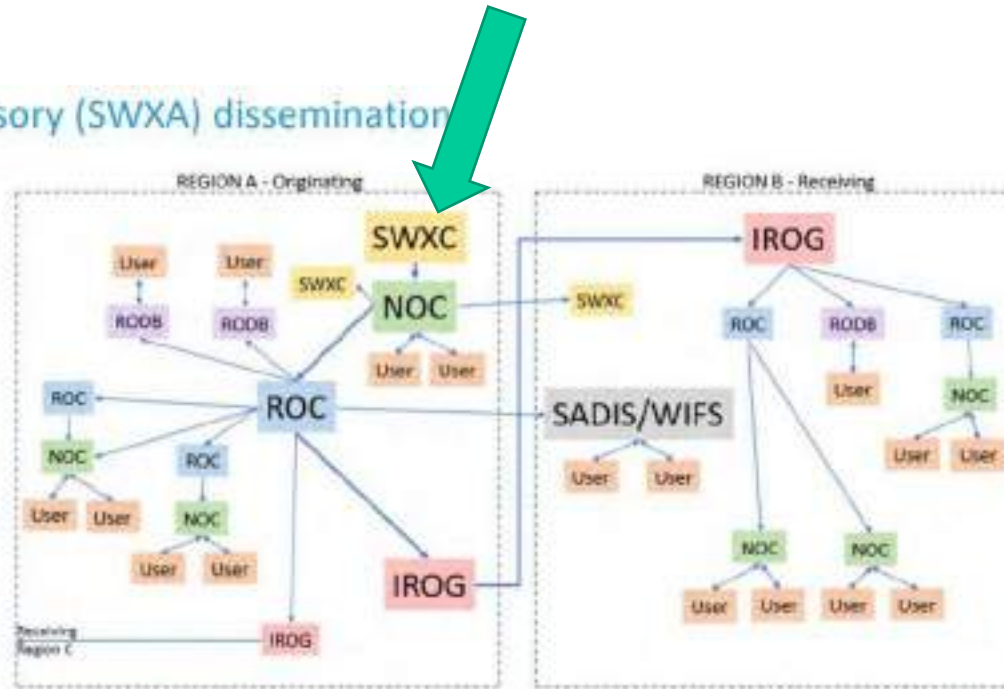 sory (SWXA) dissemination
REGION A - Originating
REGION B - Receiving
SWXC
IROG
User
User
SWXC
NOC
SWXC
RODB
RODB
ROC
RODB
ROC
User
User
ROC
ROC
User
NOC
SADIS/WIFS
NOC
ROC
User
User
User
User
User
User
NOC
User
User
NOC
NOC
IROG
User
User
User
User
Receiving
Region C
IROG